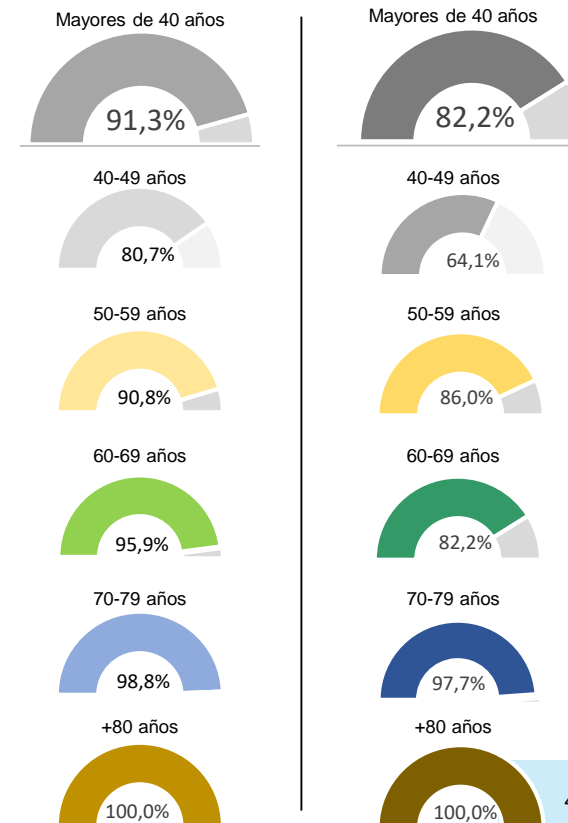 Mayores de 40 años
91,3%
40-49 años
80,7%
50-59 años
90,8%
60-69 años
95,9%
70-79 años
98,8%
+80 años
100,0%
Mayores de 40 años
82,2%
40-49 años
64,1%
50-59 años
86,0%
60-69 años
82,2%
70-79 años
97,7%
+80 años
100,0%